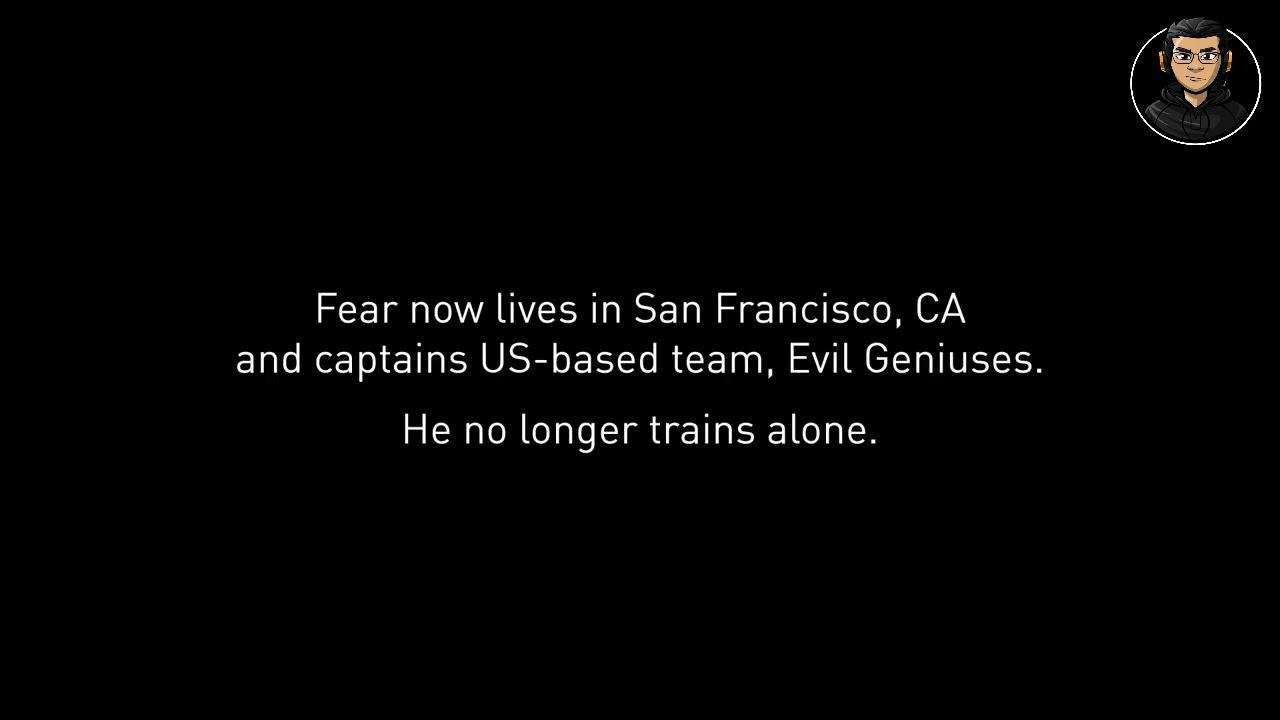 Fear now lives in San Francisco, CA
and captains US-based team, Evil Geniuses.
He no longer trains alone.